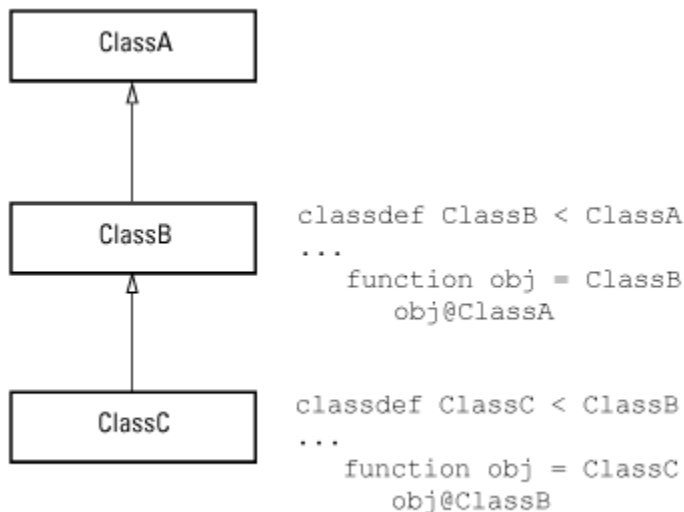 ClassA
ClassB
classdef ClassB < ClassA
...
function obj = ClassB
obj@ClassA
ClassC
classdef ClassC < ClassB
...
function obj = ClassC
obj@ClassB